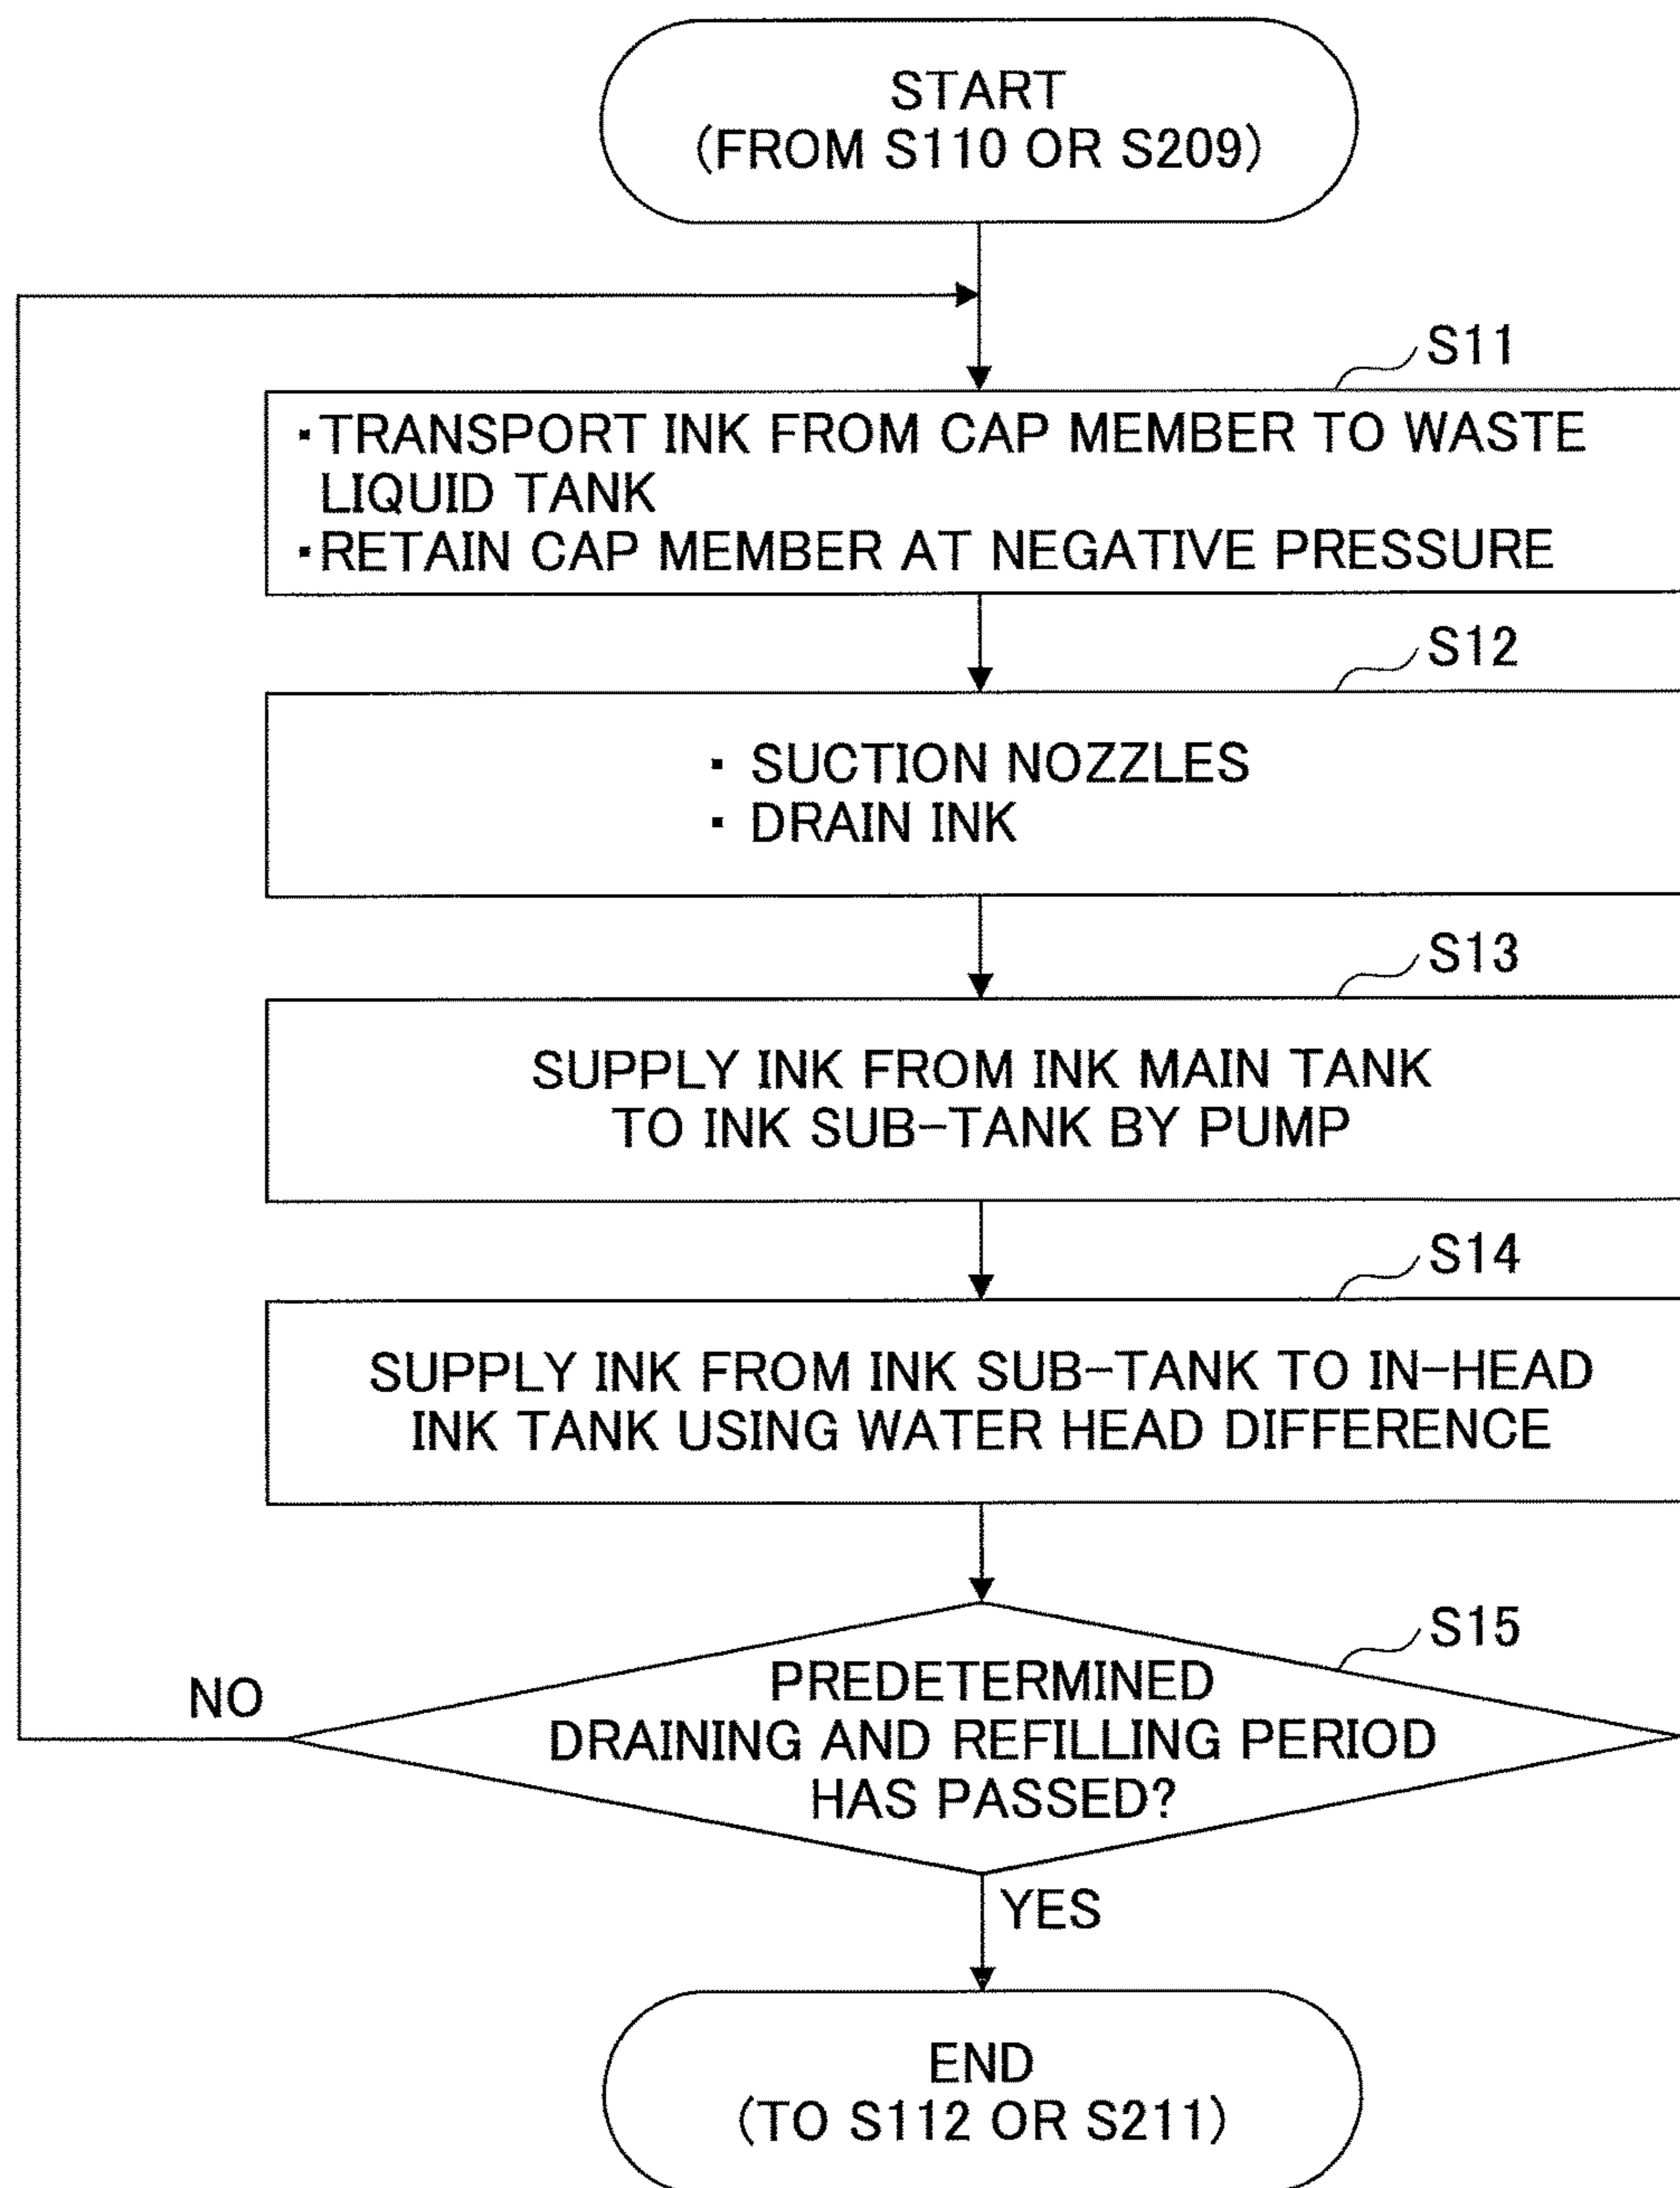 START
(FROM S110 OR S209)
S11
・TRANSPORT INK FROM CAP MEMBER TO WASTE
LIQUID TANK
・RETAIN CAP MEMBER AT NEGATIVE PRESSURE
S12
・ SUCTION NOZZLES
・ DRAIN INK
S13
SUPPLY INK FROM INK MAIN TANK
TO INK SUB-TANK BY PUMP
S14
SUPPLY INK FROM INK SUB-TANK TO IN-HEAD
INK TANK USING WATER HEAD DIFFERENCE
S15
PREDETERMINED
DRAINING AND REFILLING PERIOD
HAS PASSED?
NO
YES
END
(TO S112 OR S211)